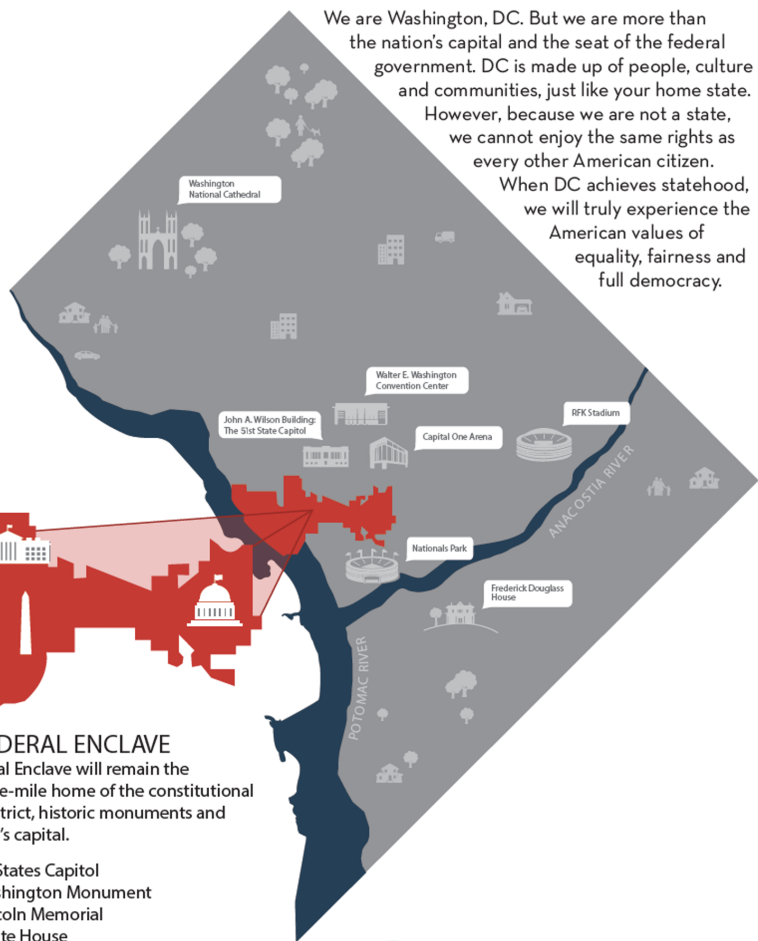 We are Washington, DC. But we are more than
the nation's capital and the seat of the federal
government. DC is made up of people, culture
and communities, just like your home state.
However, because we are not a state,
we cannot enjoy the same rights as
every other American citizen.
When DC achieves statehood,
we will truly experience the
American values of
equality, fairness and
full democracy.
Washington
National Cathedral
Walter E. Washington
Convention Center
John A. Wilson Building:
The 51st State Capitol
Capital One Arena
RFK Stadium
ANACOSTIA RIVER
Nationals Park
Frederick Douglass
House
POTOMAC RIVER
DERAL ENCLAVE
al Enclave will remain the
e-mile home of the constitutional
trict, historic monuments and
's capital.
States Capitol
shington Monument
coln Memorial
te House